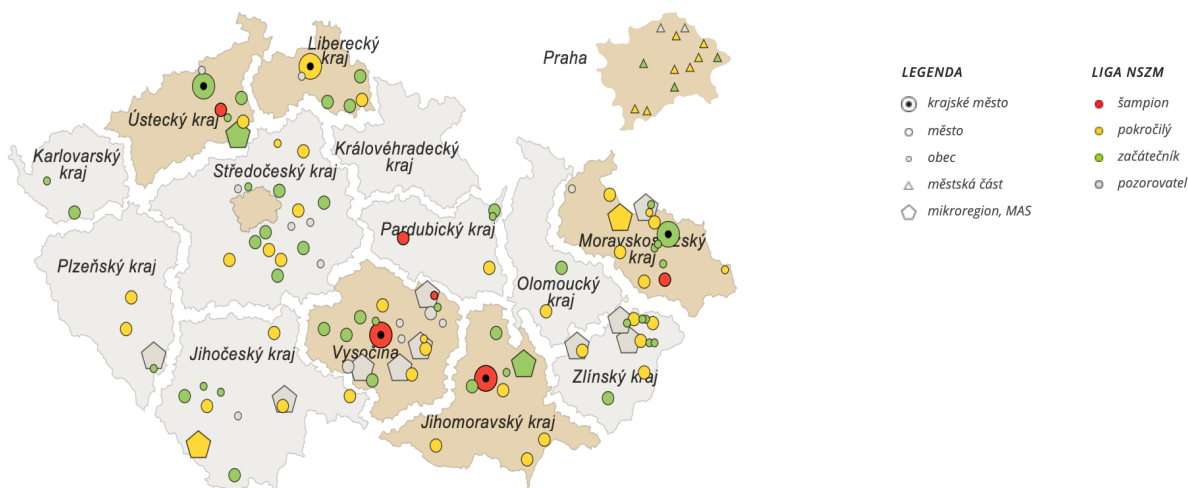 Liberecký
kraj
Praha
Ústecký kraj
Karlovarský
kraj
Královéhradecký
kraj
Středočeský kraj
Plzeňský kraj
Pardubický kraj
Moravskoslezský
kraj
Olomoucký
kraj
Jihočeský kraj
Vysočina
Zlínský kraj
Jihomoravský kraj
LEGENDA
krajské město
město
obec
městská část
mikroregion, MAS
LIGA NSZM
šampion
pokročilý
začátečník
pozorovatel